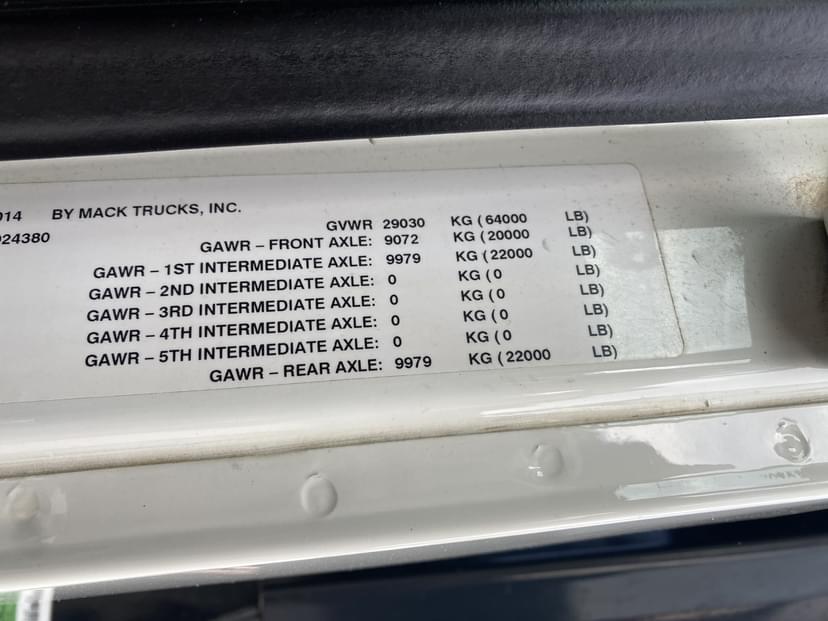 014 BY MACK TRUCKS, INC.
024380
GVWR 29030 KG ( 64000 LB)
GAWR – FRONT AXLE: 9072 KG ( 20000 LB)
GAWR – 1ST INTERMEDIATE AXLE: 9979 KG ( 22000 LB)
GAWR – 2ND INTERMEDIATE AXLE: 0 KG ( 0 LB)
GAWR – 3RD INTERMEDIATE AXLE: 0 KG ( 0 LB)
GAWR – 4TH INTERMEDIATE AXLE: 0 KG ( 0 LB)
GAWR – 5TH INTERMEDIATE AXLE: 0 KG ( 0 LB)
GAWR – REAR AXLE: 9979 KG ( 22000 LB)